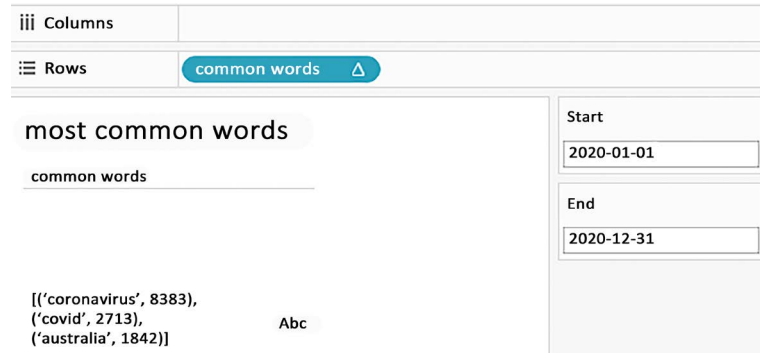 iii Columns
Rows
common words Δ
most common words
common words
[(‘coronavirus’, 8383),
(‘covid’, 2713),
(‘australia’, 1842)]
Abc
Start
2020-01-01
End
2020-12-31